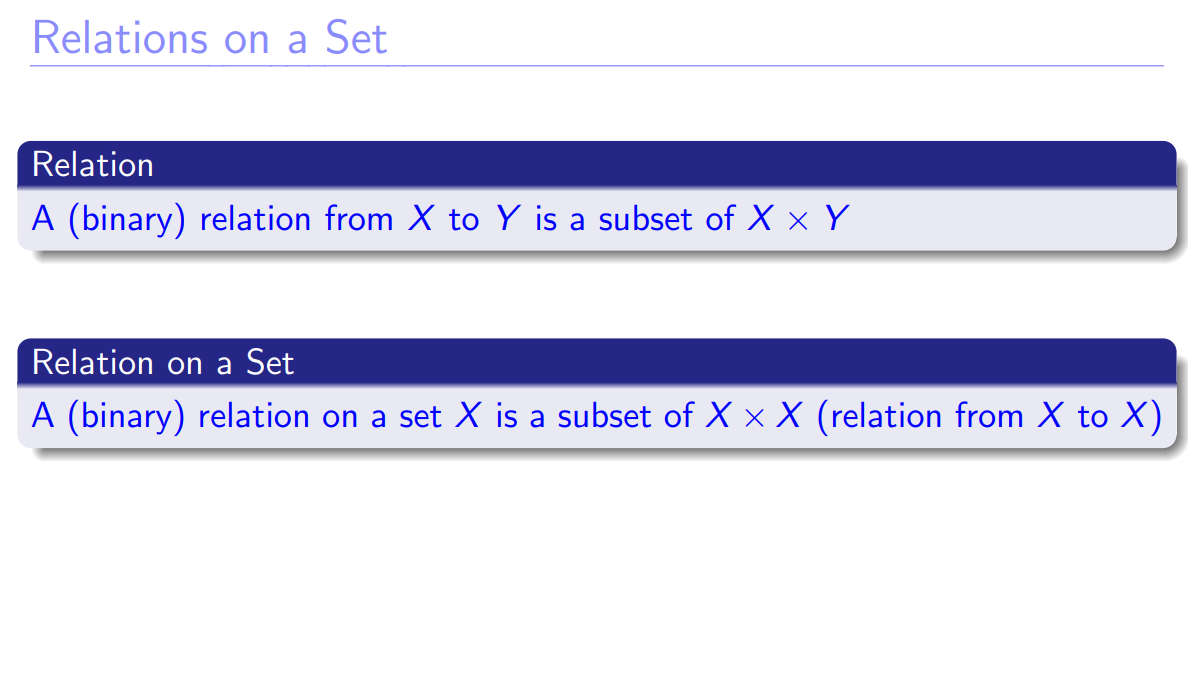 Relations on a Set
Relation
A (binary) relation from X to Y is a subset of X × Y
Relation on a Set
A (binary) relation on a set X is a subset of X × X (relation from X to X)